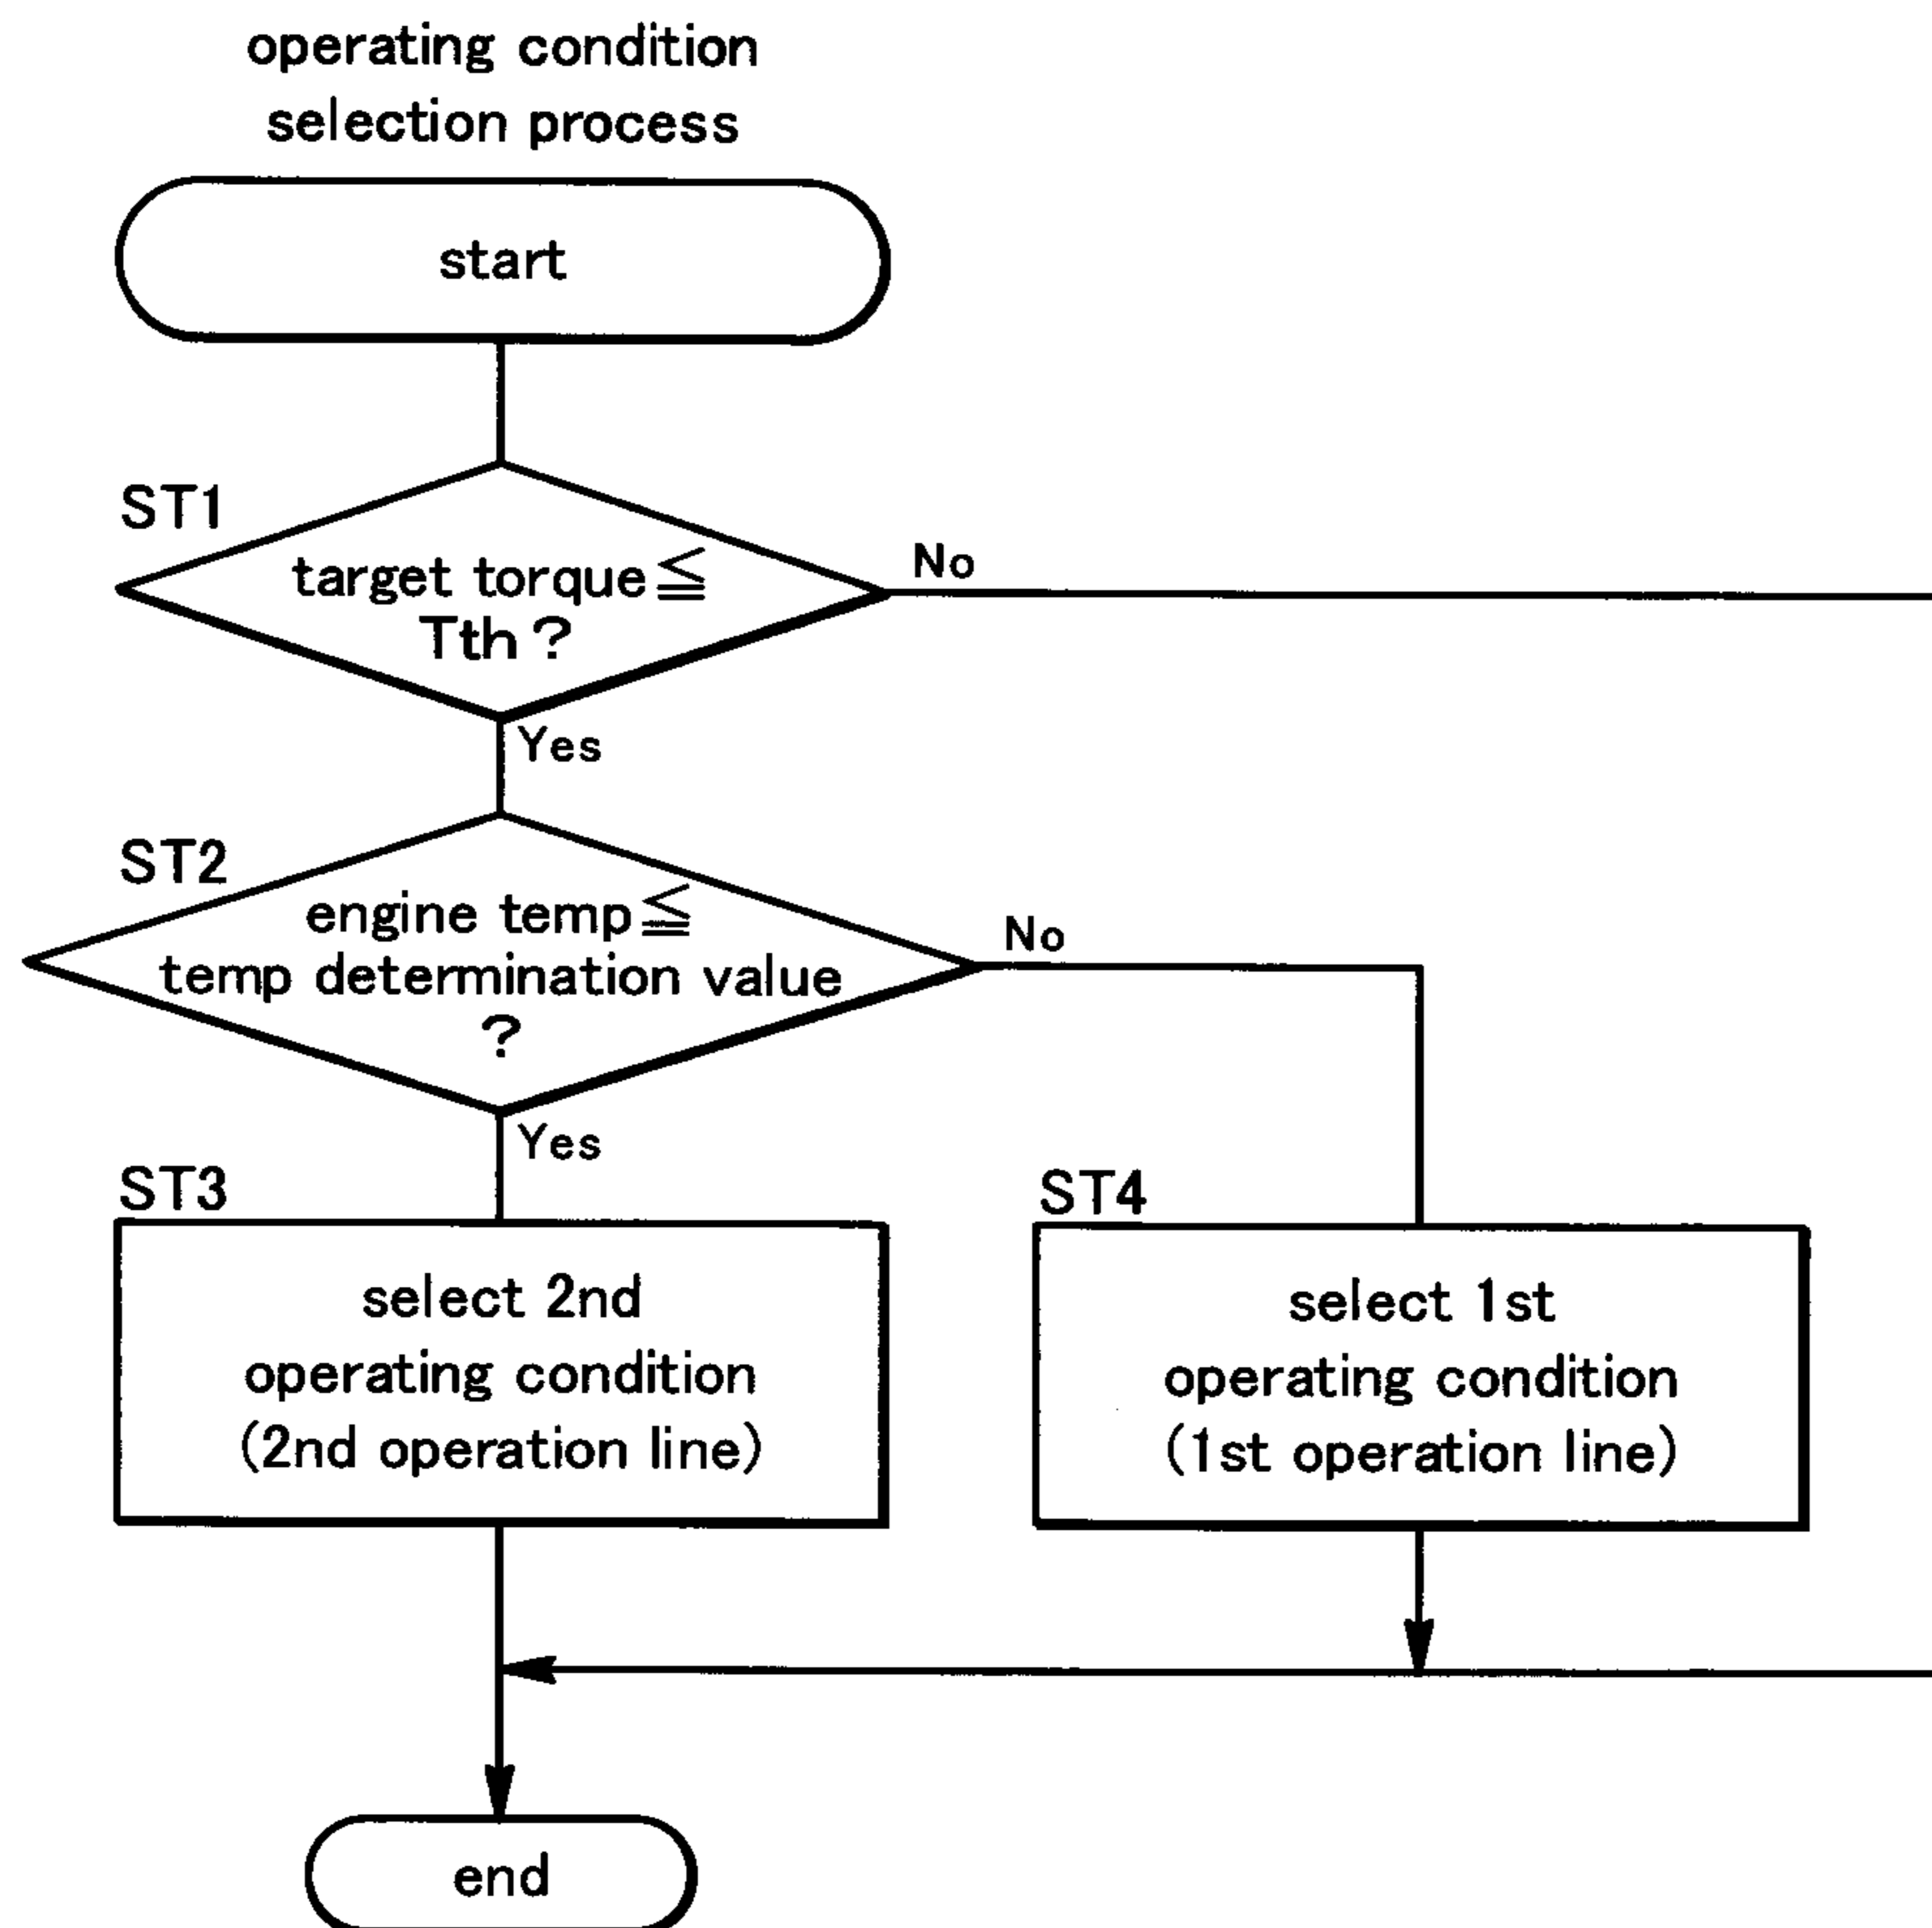 operating condition
selection process
start
ST1
target torque≦
Tth?
No
Yes
ST2
engine temp≦
temp determination value
?
No
Yes
ST3
select 2nd
operating condition
(2nd operation line)
ST4
select 1st
operating condition
(1st operation line)
end